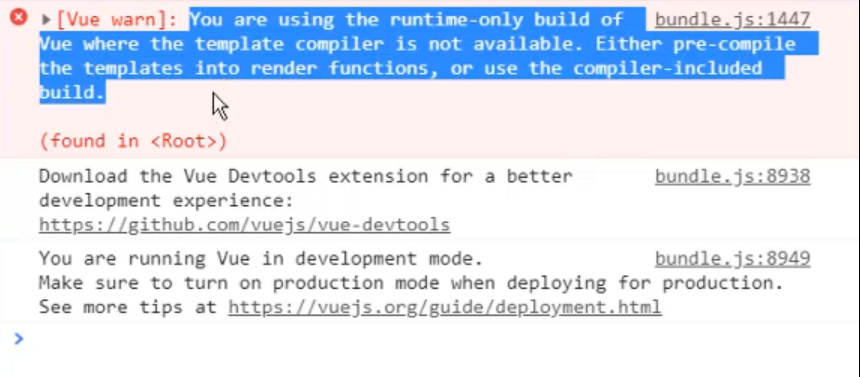 [Vue warn]: You are using the runtime-only build of bundle.js:1447
Vue where the template compiler is not available. Either pre-compile
the templates into render functions, or use the compiler-included
build.
(found in <Root>)
Download the Vue Devtools extension for a better bundle.js:8938
development experience:
https://github.com/vuejs/vue-devtools
You are running Vue in development mode. bundle.js:8949
Make sure to turn on production mode when deploying for production.
See more tips at https://vuejs.org/guide/deployment.html